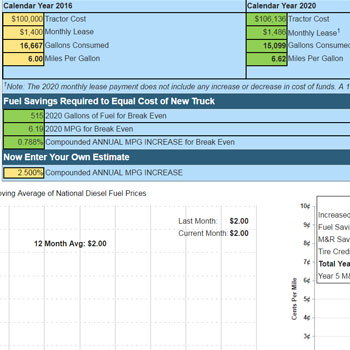 Calendar Year 2016
Calendar Year 2020
$100,000 Tractor Cost
$106,136 Tractor Cost
$1,400 Monthly Lease
$1,486 Monthly Lease†
16,667 Gallons Consumed
15,099 Gallons Consumed
6.00 Miles Per Gallon
6.62 Miles Per Gallon
†Note: The 2020 monthly lease payment does not include any increase or decrease in cost of funds. A 1
Fuel Savings Required to Equal Cost of New Truck
515 2020 Gallons of Fuel for Break Even
6.19 2020 MPG for Break Even
0.788% Compounded ANNUAL MPG INCREASE for Break Even
Now Enter Your Own Estimate
2.500% Compounded ANNUAL MPG INCREASE
oving Average of National Diesel Fuel Prices
Last Month: $2.00
Current Month: $2.00
12 Month Avg: $2.00
Cents Per Mile
10¢
9¢
8¢
7¢
6¢
5¢
4¢
3¢
Increased
Fuel Savi
M&R Sav
Tire Credi
Total Yea
Year 5 M&